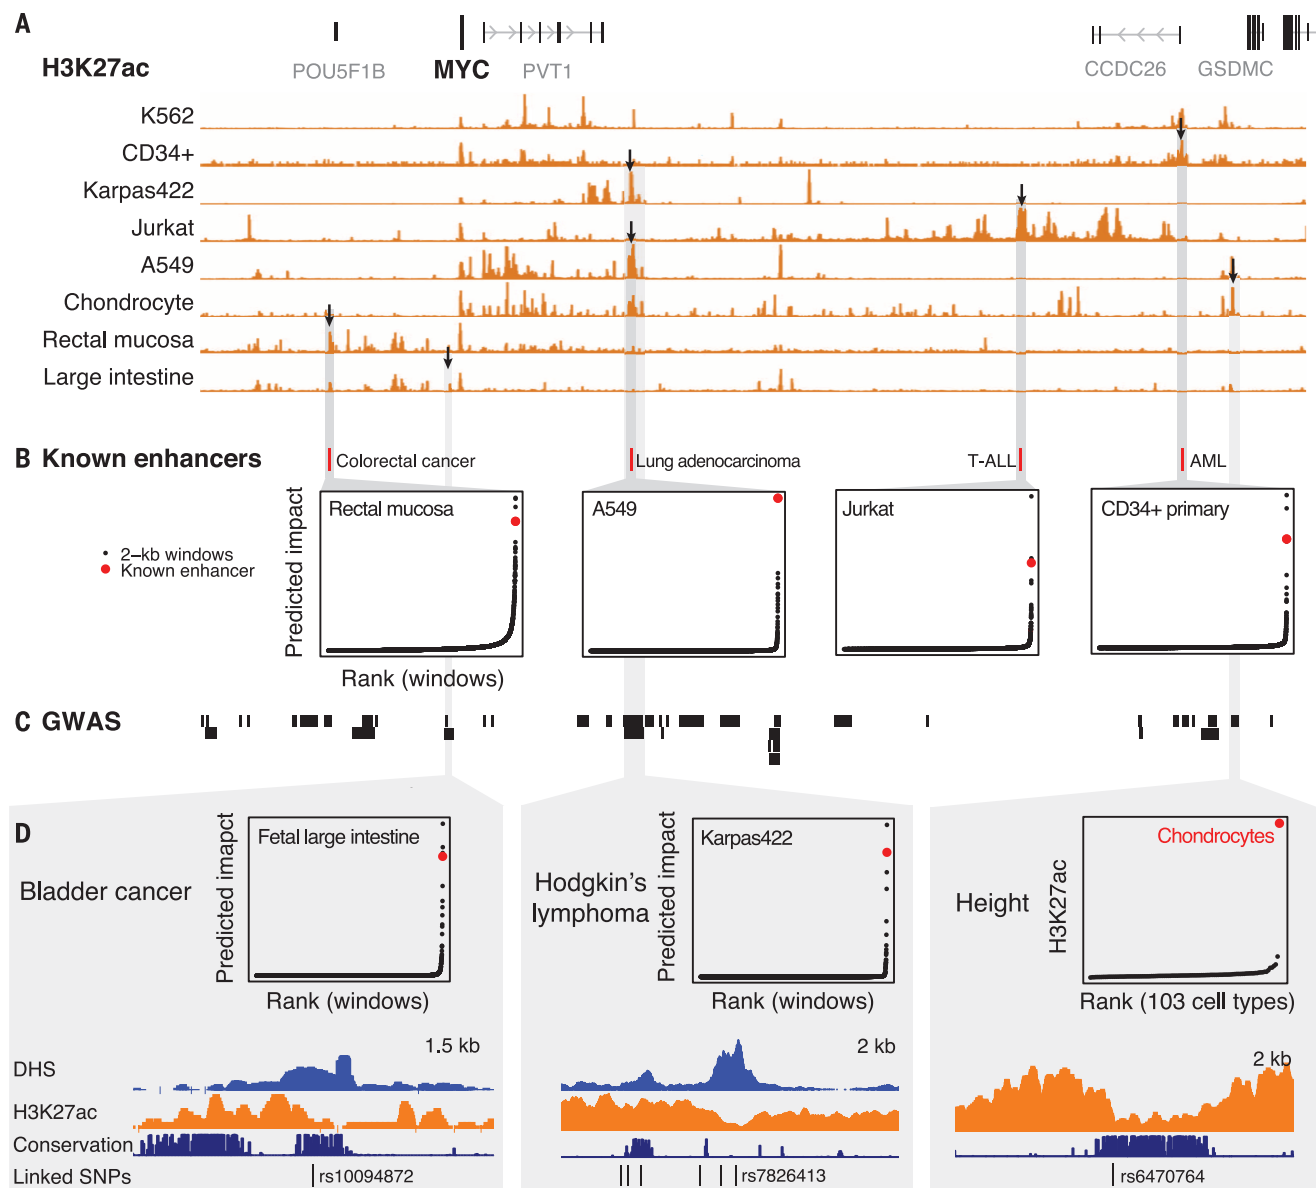 A
H3K27ac
POU5F1B
MYC
PVT1
CCDC26
GSDMC
K562
CD34+
Karpas422
Jurkat
A549
Chondrocyte
Rectal mucosa
Large intestine
B Known enhancers
Colorectal cancer
Lung adenocarcinoma
T-ALL
AML
Predicted impact
Rectal mucosa
A549
Jurkat
CD34+ primary
2–kb windows
Known enhancer
Rank (windows)
C GWAS
D
Bladder cancer
Predicted imapct
Fetal large intestine
Rank (windows)
Hodgkin's
lymphoma
Predicted impact
Karpas422
Rank (windows)
Height
H3K27ac
Chondrocytes
Rank (103 cell types)
DHS
1.5 kb
2 kb
2 kb
H3K27ac
Conservation
Linked SNPs
rs10094872
rs7826413
rs6470764